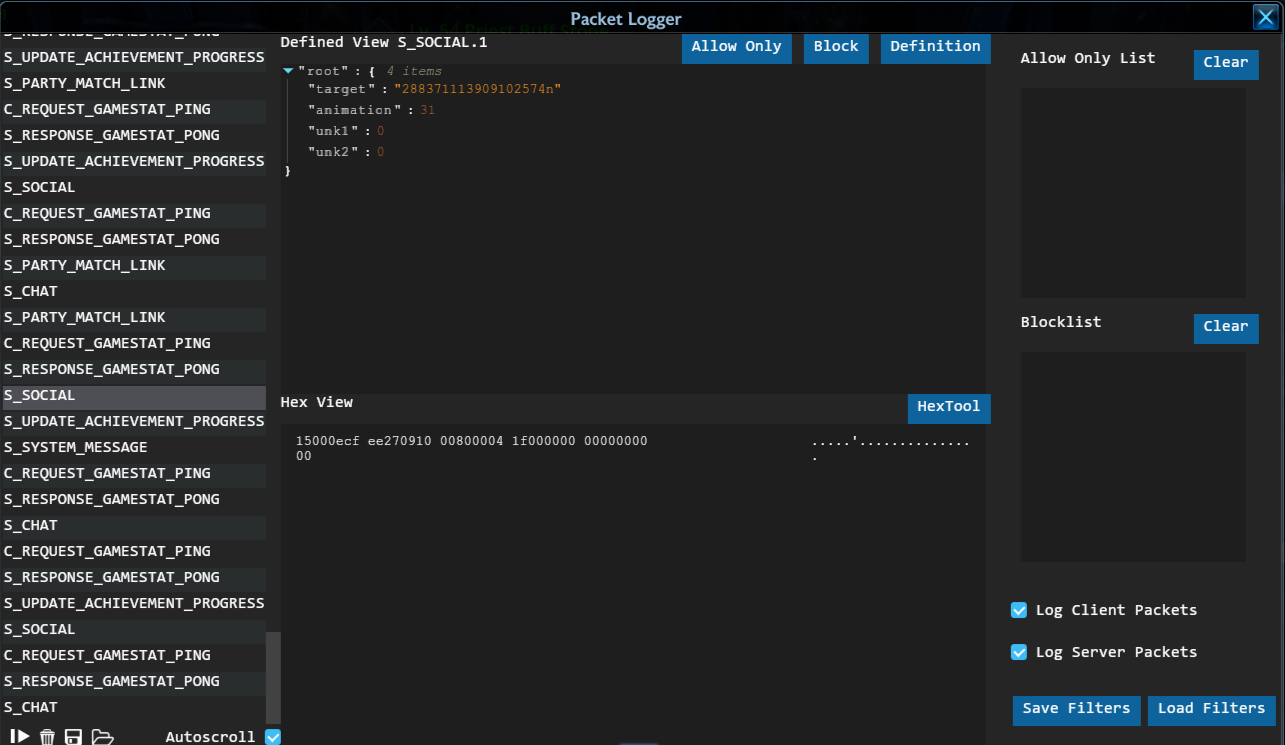 Packet Logger
S_RESPONSE_GAMESTAT_PONG
S_UPDATE_ACHIEVEMENT_PROGRESS
S_PARTY_MATCH_LINK
C_REQUEST_GAMESTAT_PING
S_RESPONSE_GAMESTAT_PONG
S_UPDATE_ACHIEVEMENT_PROGRESS
S_SOCIAL
C_REQUEST_GAMESTAT_PING
S_RESPONSE_GAMESTAT_PONG
S_PARTY_MATCH_LINK
S_CHAT
S_PARTY_MATCH_LINK
C_REQUEST_GAMESTAT_PING
S_RESPONSE_GAMESTAT_PONG
S_SOCIAL
S_UPDATE_ACHIEVEMENT_PROGRESS
S_SYSTEM_MESSAGE
C_REQUEST_GAMESTAT_PING
S_RESPONSE_GAMESTAT_PONG
S_CHAT
C_REQUEST_GAMESTAT_PING
S_RESPONSE_GAMESTAT_PONG
S_UPDATE_ACHIEVEMENT_PROGRESS
S_SOCIAL
C_REQUEST_GAMESTAT_PING
S_RESPONSE_GAMESTAT_PONG
S_CHAT
Autoscroll
Defined View S_SOCIAL.1
Allow Only
Block
Definition
"root" : { 4 items
"target" : "288371113909102574n"
"animation" : 31
"unk1" : 0
"unk2" : 0
}
Hex View
HexTool
15000ecf ee270910 00800004 1f000000 00000000 .....'..............
00 .
Allow Only List
Clear
Blocklist
Clear
Log Client Packets
Log Server Packets
Save Filters
Load Filters